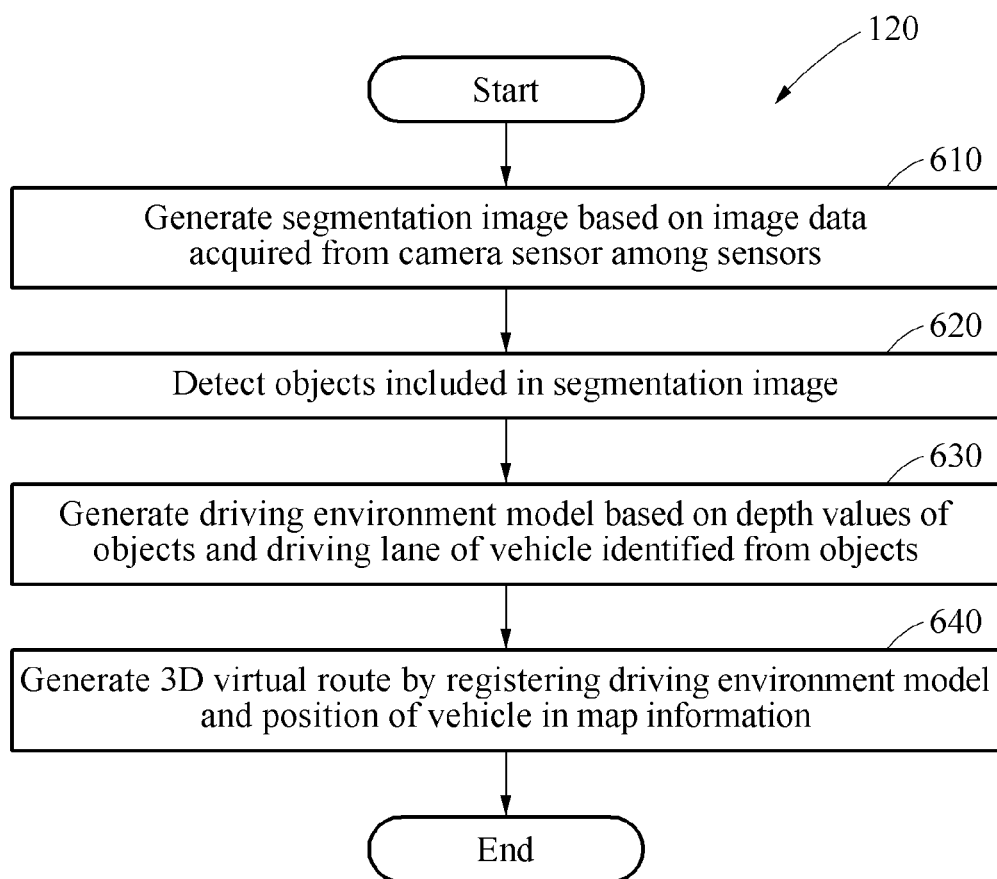 120
Start
610
Generate segmentation image based on image data
acquired from camera sensor among sensors
620
Detect objects included in segmentation image
630
Generate driving environment model based on depth values of
objects and driving lane of vehicle identified from objects
640
Generate 3D virtual route by registering driving environment model
and position of vehicle in map information
End